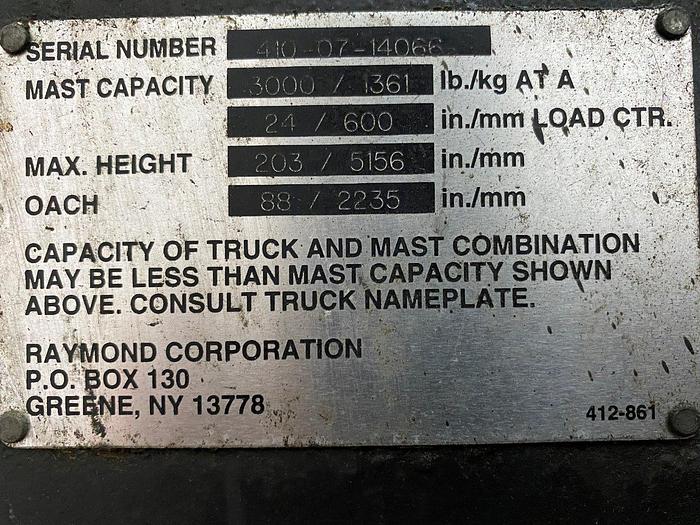 SERIAL NUMBER 410-07-14066
MAST CAPACITY 3000 / 1361 lb./kg AT A
24 / 600 in./mm LOAD CTR.
MAX. HEIGHT 203 / 5156 in./mm
OACH 88 / 2235 in./mm
CAPACITY OF TRUCK AND MAST COMBINATION
MAY BE LESS THAN MAST CAPACITY SHOWN
ABOVE. CONSULT TRUCK NAMEPLATE.
RAYMOND CORPORATION
P.O. BOX 130
GREENE, NY 13778
412-861